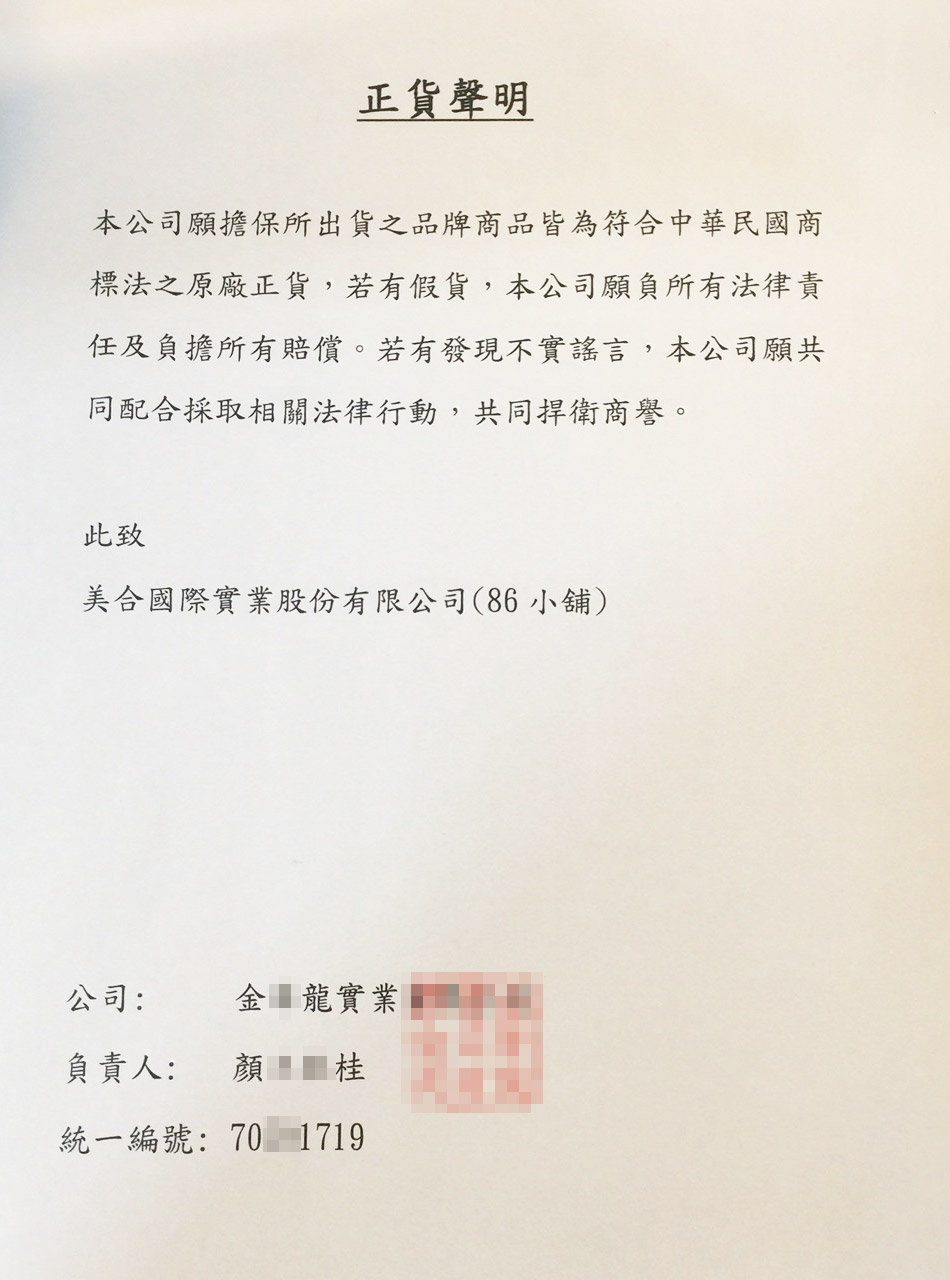 正貨聲明
本公司願擔保所出貨之品牌商品皆為符合中華民國商
標法之原廠正貨，若有假貨，本公司願負所有法律責
任及負擔所有賠償。若有發現不實謠言，本公司願共
同配合採取相關法律行動，共同捍衛商譽。
此致
美合國際實業股份有限公司(86小舖)
公司: 金 龍實業
負責人: 顏 桂
統一編號: 70 1719